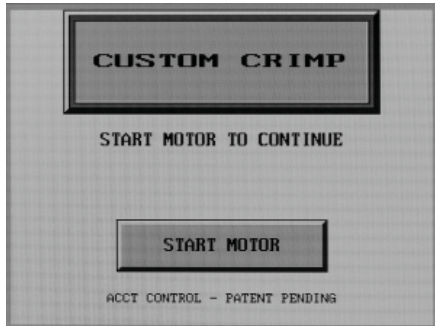 CUSTOM CRIMP
START MOTOR TO CONTINUE
START MOTOR
ACCT CONTROL - PATENT PENDING